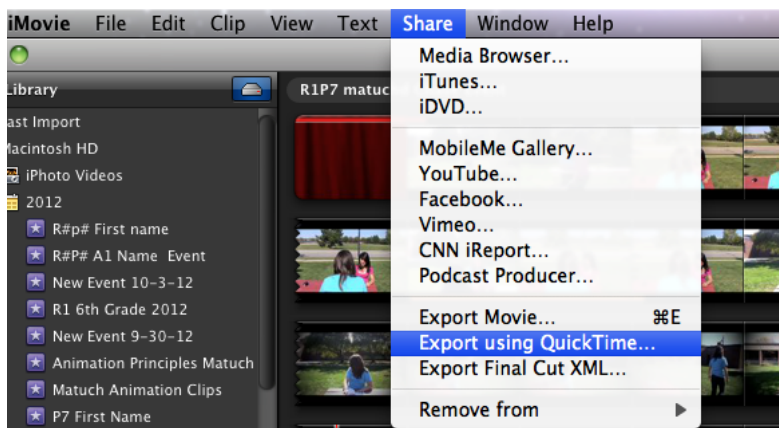 iMovie File Edit Clip View Text Share Window Help
Library
R1P7 matuc
Media Browser...
iTunes...
iDVD...
MobileMe Gallery...
YouTube...
Facebook...
Vimeo...
CNN iReport...
Podcast Producer...
Export Movie... ⌘E
Export using QuickTime...
Export Final Cut XML...
Remove from ▶
ast Import
Macintosh HD
iPhoto Videos
2012
R#p# First name
R#P# A1 Name Event
New Event 10-3-12
R1 6th Grade 2012
New Event 9-30-12
Animation Principles Matuch
Matuch Animation Clips
P7 First Name